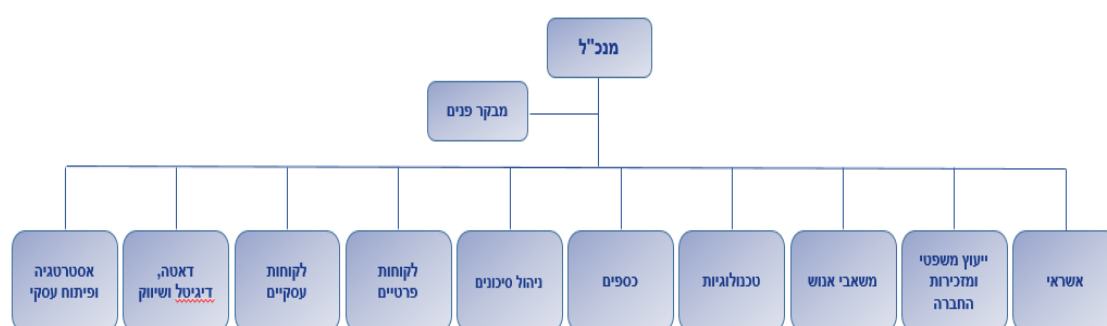 מנכ"ל
מבקר פנים
אשראי
ייעוץ משפטי
ומזכירות
החברה
משאבי אנוש
טכנולוגיות
כספים
ניהול סיכונים
לקוחות
פרטיים
לקוחות
עסקיים
דאטה,
דיגיטל ושיווק
אסטרטגיה
ופיתוח עסקי